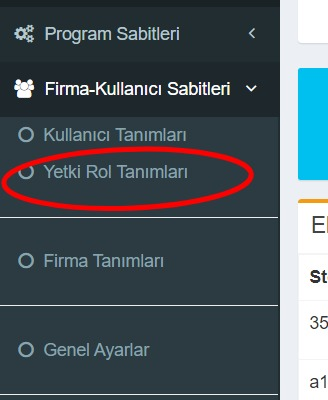 Program Sabitleri
Firma-Kullanıcı Sabitleri
Kullanıcı Tanımları
Yetki Rol Tanımları
El
St
Firma Tanımları
35
Genel Ayarlar
a1